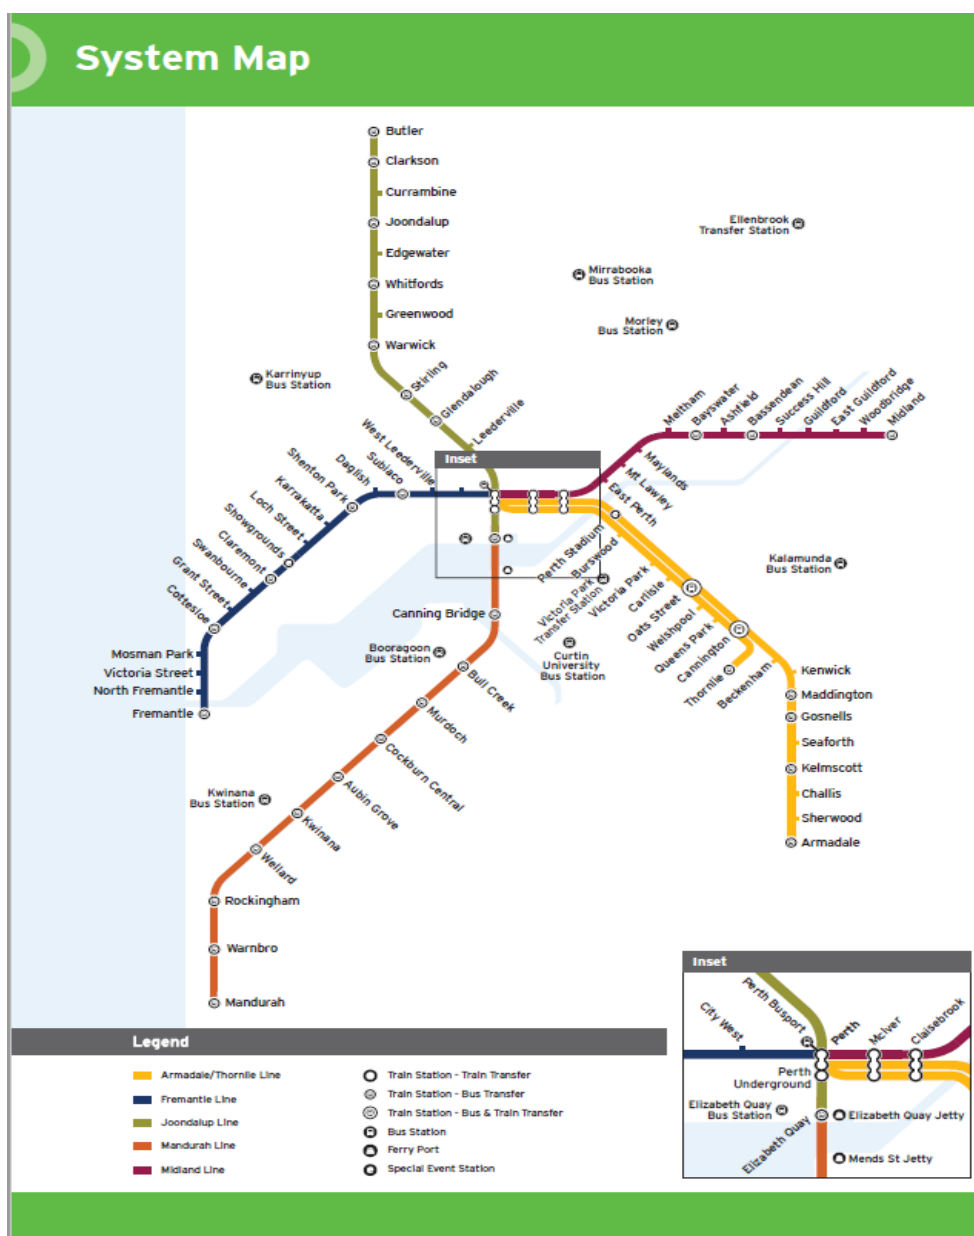 System Map
Butler
Clarkson
Currambine
Joondalup
Edgewater
Whitfords
Greenwood
Warwick
Stirling
Glendalough
Leederville
Ellenbrook
Transfer Station
Mirrabooka
Bus Station
Morley
Bus Station
Karrinyup
Bus Station
Meltham
Bayswater
Ashfield
Bassendean
Success Hill
Guildford
East Guildford
Woodbridge
Midland
Maylands
Mt Lawley
East Perth
Inset
West Leederville
Subiaco
Daglish
Shenton Park
Karrakatta
Loch Street
Showgrounds
Claremont
Swanbourne
Grant Street
Cottesloe
Mosman Park
Victoria Street
North Fremantle
Fremantle
Perth Stadium
Burswood
Victoria Park
Transfer Station
Victoria Park
Carlisle
Oats Street
Welshpool
Queens Park
Cannington
Thornlie
Beckenham
Kalamunda
Bus Station
Kenwick
Maddington
Gosnells
Seaforth
Kelmscott
Challis
Sherwood
Armadale
Canning Bridge
Booragoon
Bus Station
Curtin
University
Bus Station
Bull Creek
Murdoch
Cockburn Central
Aubin Grove
Kwinana
Bus Station
Kwinana
Wellard
Rockingham
Warnbro
Mandurah
Inset
City West
Perth Busport
Perth
McIver
Claisebrook
Perth
Underground
Elizabeth Quay
Bus Station
Elizabeth Quay
Elizabeth Quay Jetty
Mends St Jetty
Legend
Armadale/Thornlie Line
Fremantle Line
Joondalup Line
Mandurah Line
Midland Line
Train Station - Train Transfer
Train Station - Bus Transfer
Train Station - Bus & Train Transfer
Bus Station
Ferry Port
Special Event Station